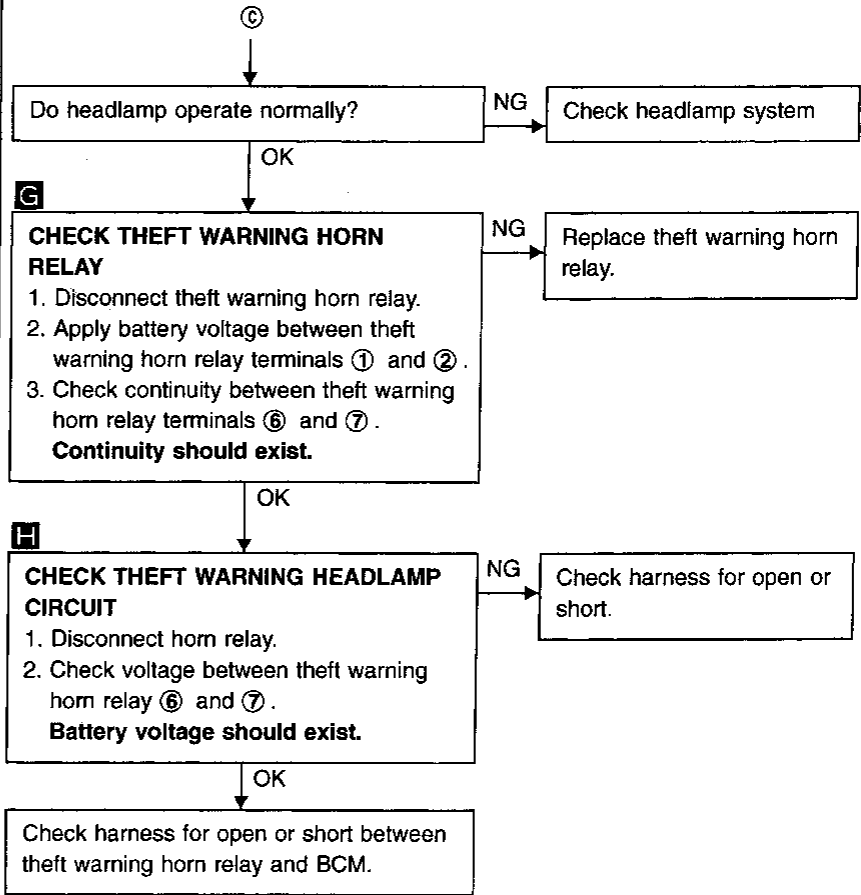 Ⓒ
Do headlamp operate normally?
NG
Check headlamp system
OK
G
CHECK THEFT WARNING HORN
RELAY
1. Disconnect theft warning horn relay.
2. Apply battery voltage between theft
warning horn relay terminals ① and ②.
3. Check continuity between theft warning
horn relay terminals ⑥ and ⑦.
Continuity should exist.
NG
Replace theft warning horn
relay.
OK
H
CHECK THEFT WARNING HEADLAMP
CIRCUIT
1. Disconnect horn relay.
2. Check voltage between theft warning
horn relay ⑥ and ⑦.
Battery voltage should exist.
NG
Check harness for open or
short.
OK
Check harness for open or short between
theft warning horn relay and BCM.